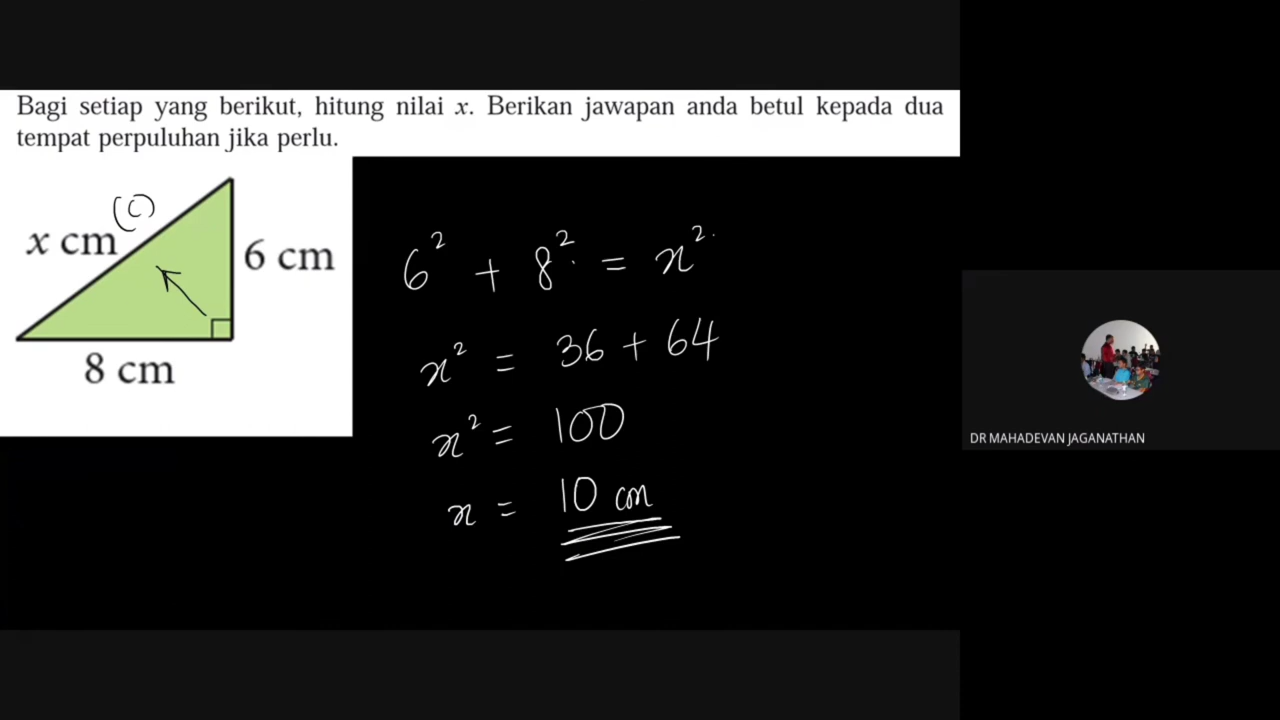 Bagi setiap yang berikut, hitung nilai x. Berikan jawapan anda betul kepada dua
tempat perpuluhan jika perlu.
(c)
x cm
6 cm
8 cm
6² + 8² = x²
x² = 36 + 64
x² = 100
x = 10 cm
DR MAHADEVAN JAGANATHAN